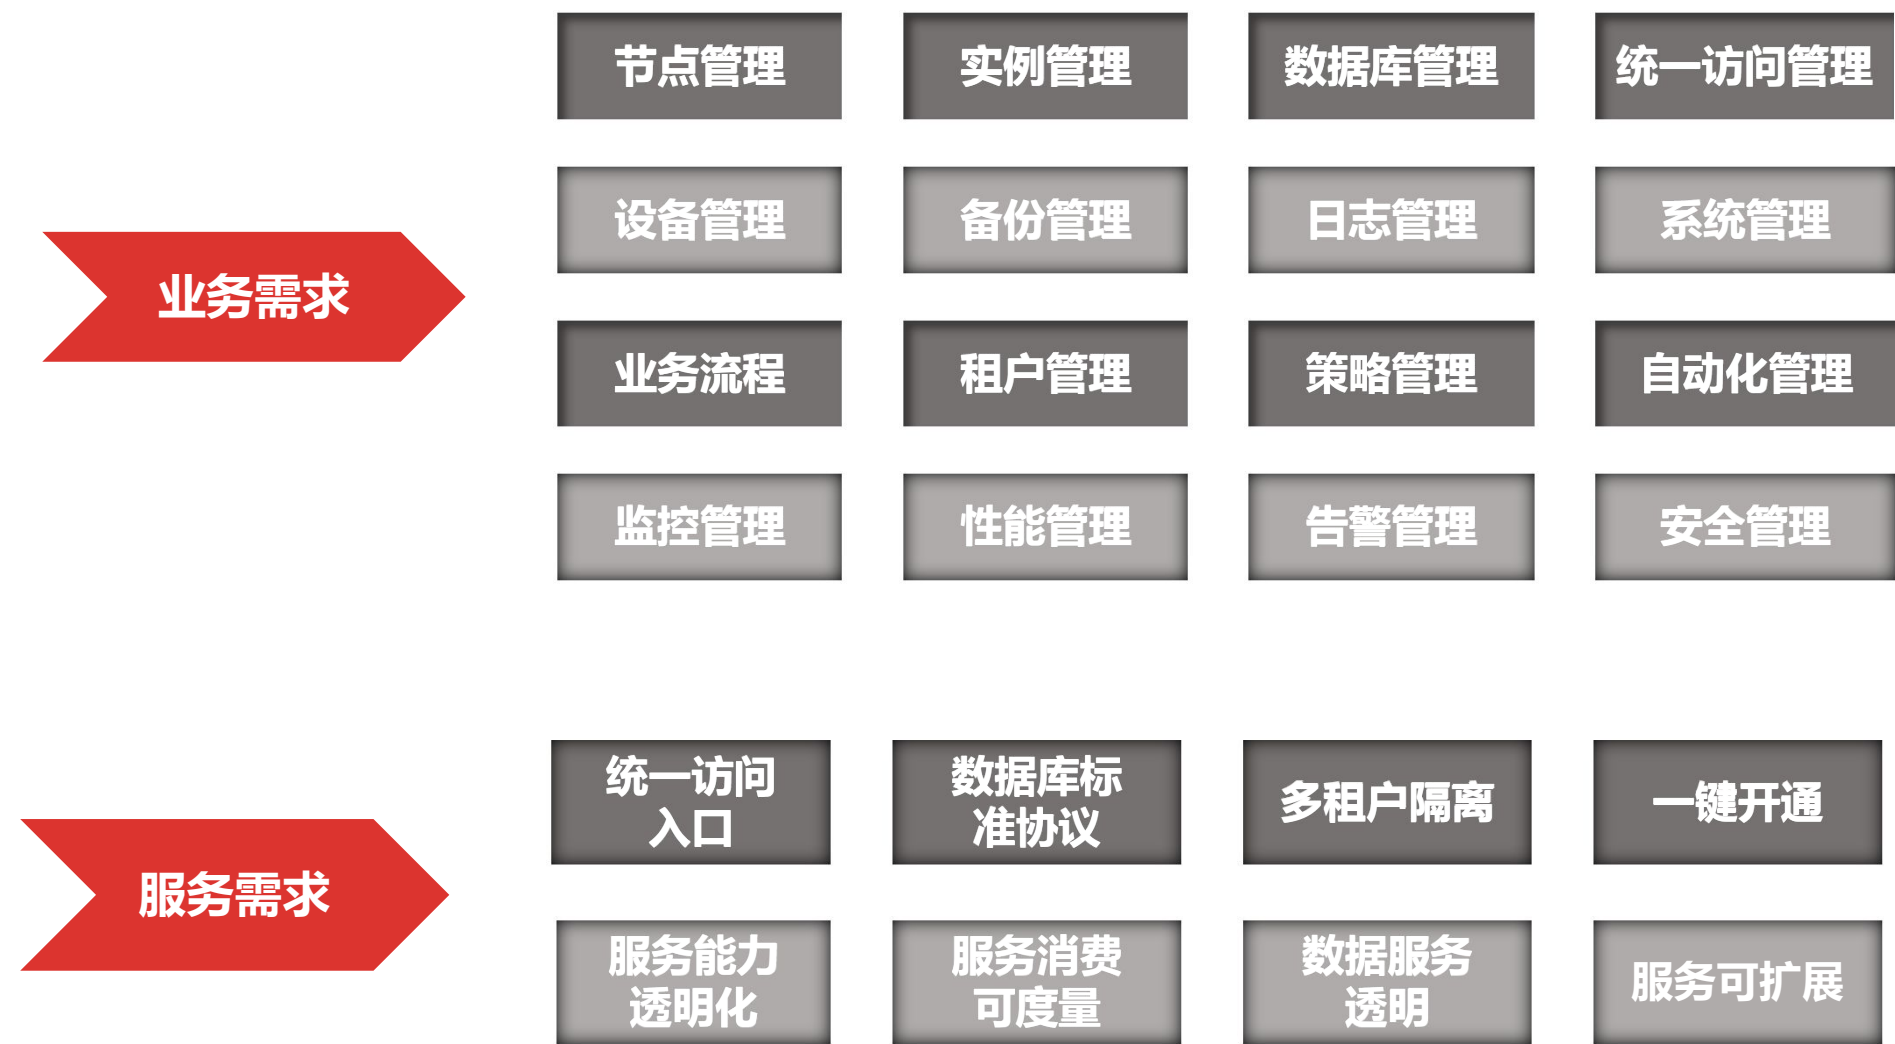 业务需求
节点管理
实例管理
数据库管理
统一访问管理
设备管理
备份管理
日志管理
系统管理
业务流程
租户管理
策略管理
自动化管理
监控管理
性能管理
告警管理
安全管理
服务需求
统一访问
入口
数据库标
准协议
多租户隔离
一键开通
服务能力
透明化
服务消费
可度量
数据服务
透明
服务可扩展